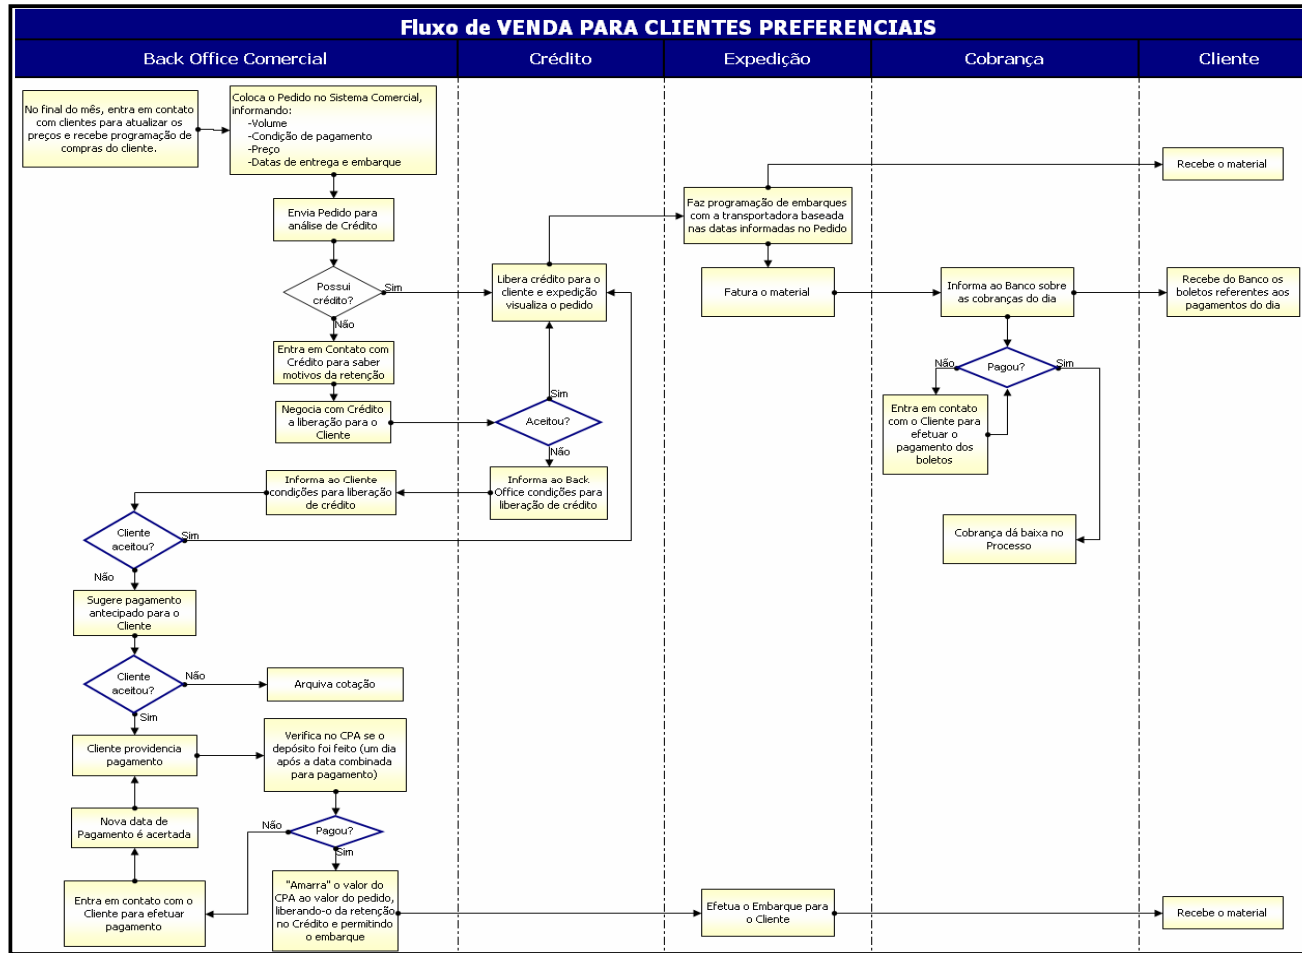 Fluxo de VENDA PARA CLIENTES PREFERENCIAIS
Back Office Comercial
Crédito
Expedição
Cobrança
Cliente
No final do mês, entra em contato
com clientes para atualizar os
preços e recebe programação de
compras do cliente.
Coloca o Pedido no Sistema Comercial,
informando:
-Volume
-Condição de pagamento
-Preço
-Datas de entrega e embarque
Recebe o material
Envia Pedido para
análise de Crédito
Faz programação de embarques
com a transportadora baseada
nas datas informadas no Pedido
Possui
crédito?
Sim
Não
Libera crédito para o
cliente e expedição
visualiza o pedido
Fatura o material
Informa ao Banco sobre
as cobranças do dia
Recebe do Banco os
boletos referentes aos
pagamentos do dia
Entra em Contato com
Crédito para saber
motivos da retenção
Não
Pagou?
Sim
Negocia com Crédito
a liberação para o
Cliente
Sim
Aceitou?
Não
Entra em contato
com o Cliente para
efetuar o
pagamento dos
boletos
Informa ao Cliente
condições para liberação
de crédito
Informa ao Back
Office condições para
liberação de crédito
Cliente
aceitou?
Sim
Não
Cobrança dá baixa no
Processo
Sugere pagamento
antecipado para o
Cliente
Cliente
aceitou?
Não
Sim
Arquiva cotação
Cliente providencia
pagamento
Verifica no CPA se o
depósito foi feito (um dia
após a data combinada
para pagamento)
Nova data de
Pagamento é acertada
Não
Pagou?
Sim
Entra em contato com o
Cliente para efetuar
pagamento
"Amarra" o valor do
CPA ao valor do pedido,
liberando-o da retenção
no Crédito e permitindo
o embarque
Efetua o Embarque para
o Cliente
Recebe o material